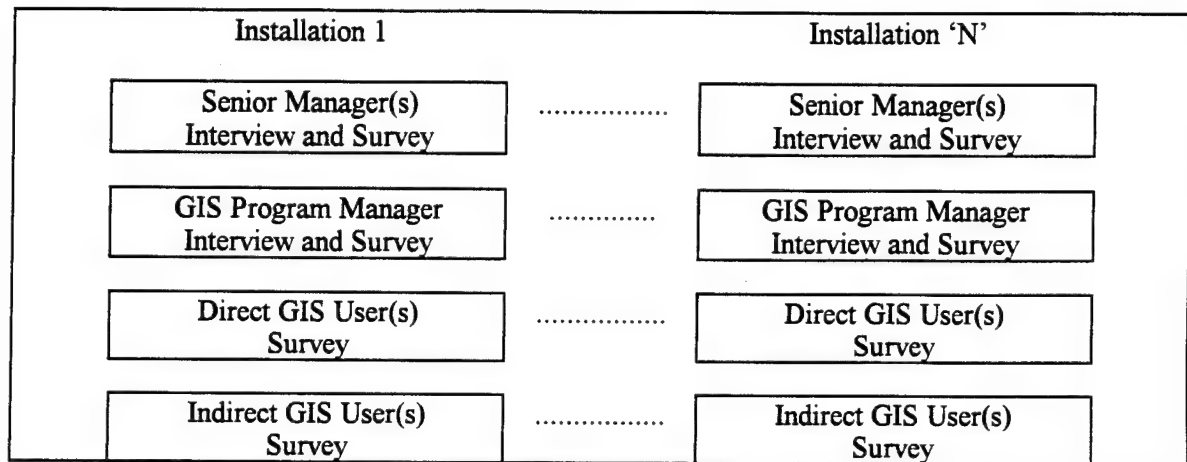 Installation 1 Installation ‘N’
Senior Manager(s) ................ Senior Manager(s)
Interview and Survey Interview and Survey
GIS Program Manager ............. GIS Program Manager
Interview and Survey Interview and Survey
Direct GIS User(s) ................ Direct GIS User(s)
Survey Survey
Indirect GIS User(s) ................ Indirect GIS User(s)
Survey Survey